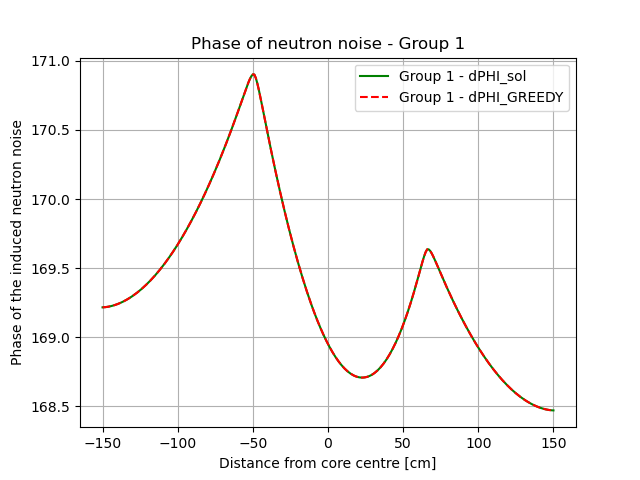 Phase of neutron noise - Group 1
Group 1 - dPHI_sol
Group 1 - dPHI_GREEDY
Phase of the induced neutron noise
171.0
170.5
170.0
169.5
169.0
168.5
−150 −100 −50 0 50 100 150
Distance from core centre [cm]